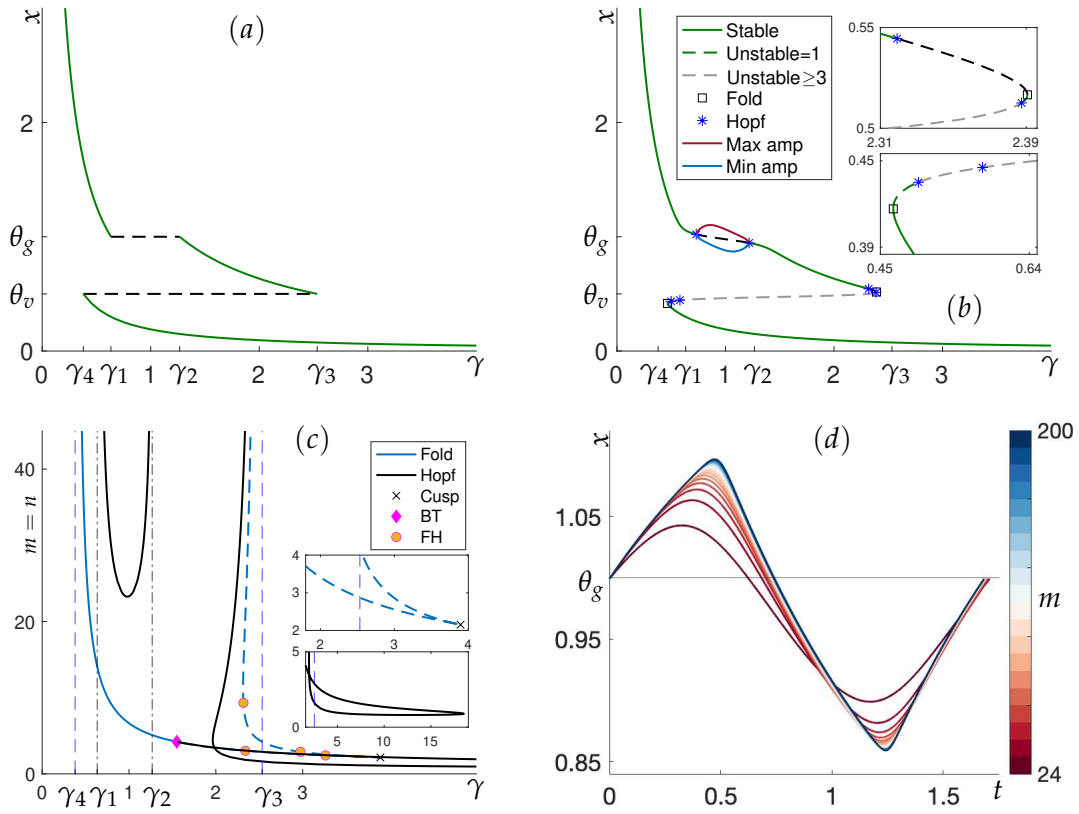 x
(a)
2
θg
θv
0
0 γ4 γ1 1 γ2 2 γ3 3 γ
x
Stable
Unstable=1
Unstable≥3
Fold
Hopf
Max amp
Min amp
0.55
0.5
2.31 2.39
0.45
0.39
0.45 0.64
2
θg
θv
0
(b)
0 γ4 γ1 1 γ2 2 γ3 3 γ
(c)
Fold
Hopf
Cusp
BT
FH
40
m = n
20
0
4
3
2
2 3 4
5
0
5 10 15
0 γ4 γ1 1 γ2 2 γ3 3 γ
x
(d)
1.05
θg
0.95
0.85
0 0.5 1 1.5 t
200
m
24